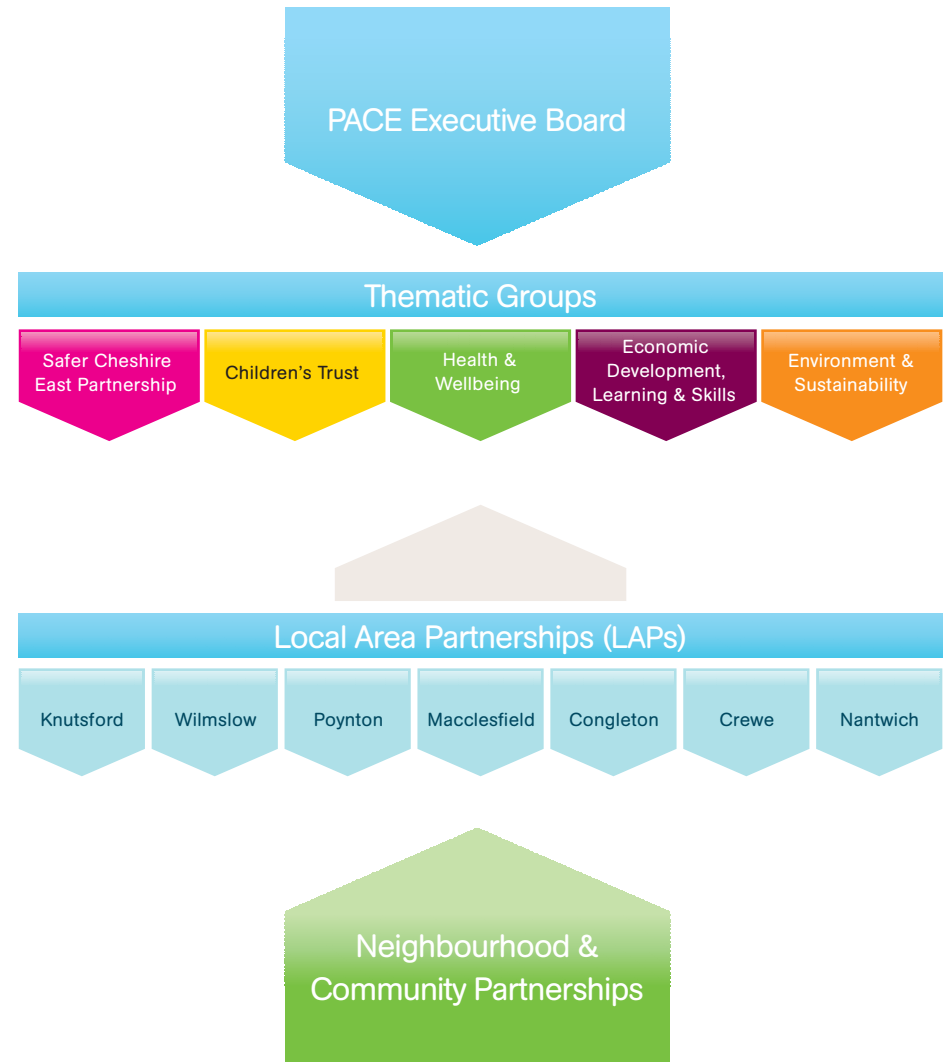 PACE Executive Board
Thematic Groups
Safer Cheshire
East Partnership
Children's Trust
Health &
Wellbeing
Economic
Development,
Learning & Skills
Environment &
Sustainability
Local Area Partnerships (LAPs)
Knutsford
Wilmslow
Poynton
Macclesfield
Congleton
Crewe
Nantwich
Neighbourhood &
Community Partnerships